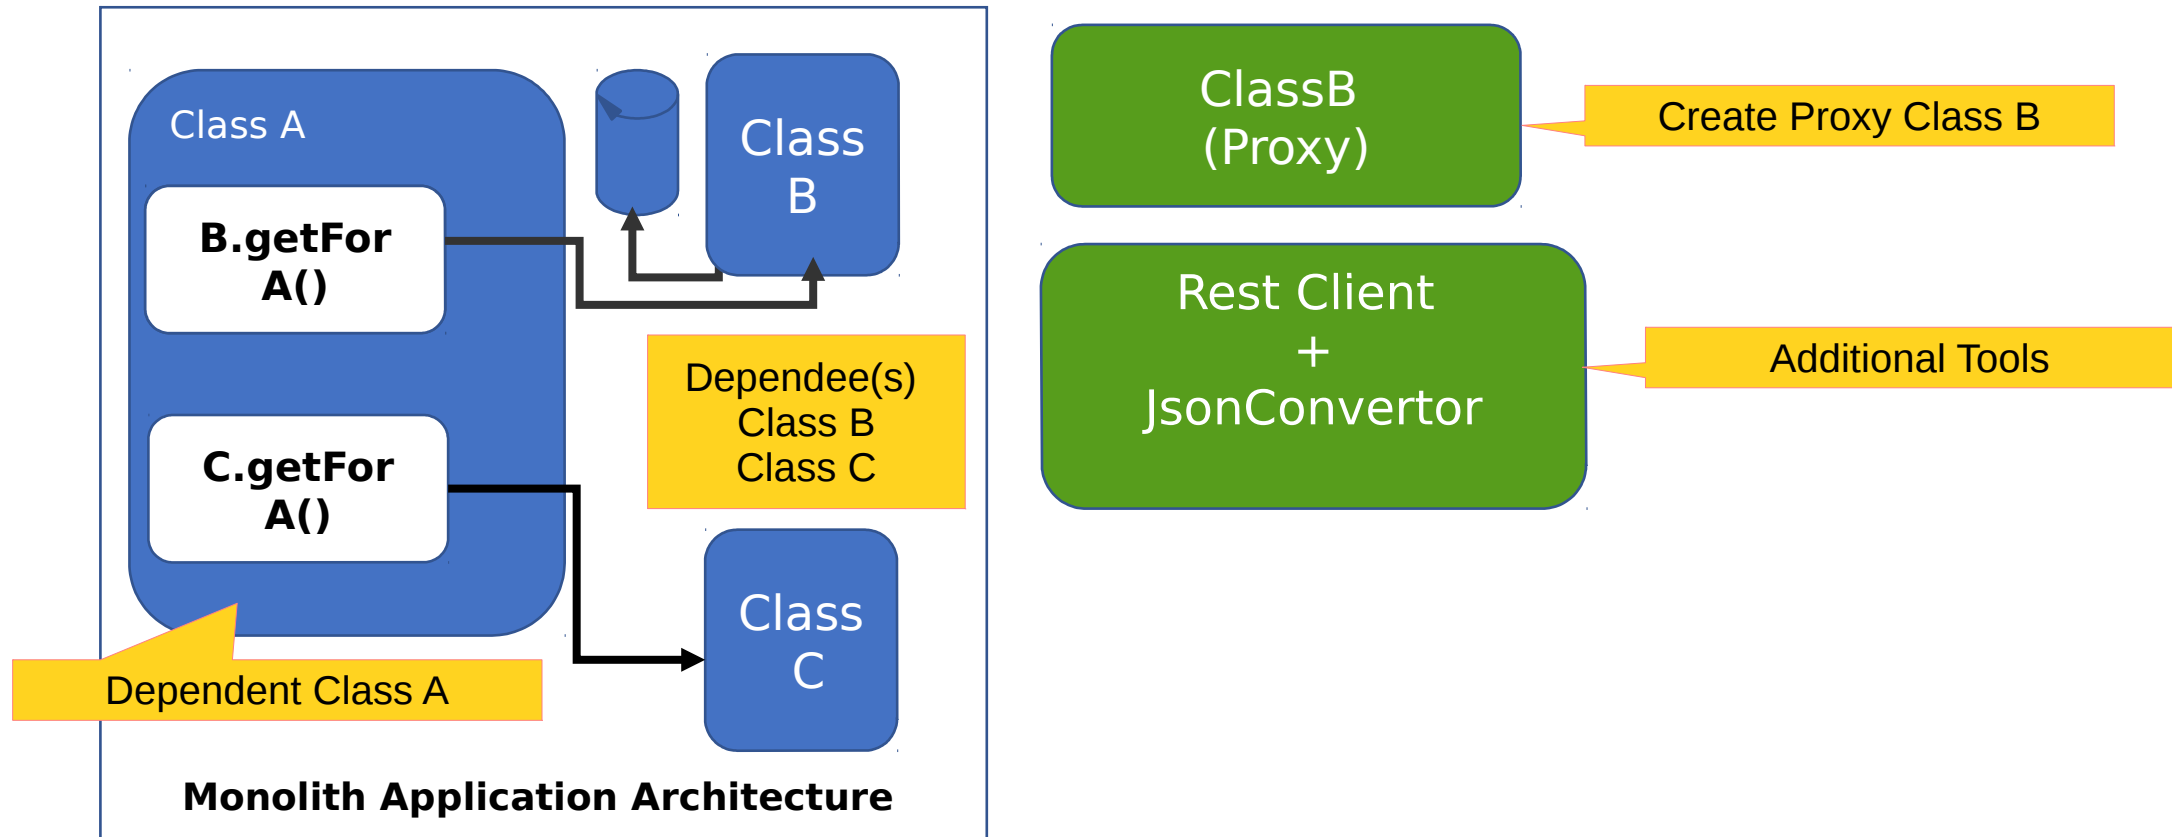 Class A
B.getFor
A()
C.getFor
A()
Dependent Class A
Class
B
Dependee(s)
Class B
Class C
Class
C
Monolith Application Architecture
ClassB
(Proxy)
Create Proxy Class B
Rest Client
+
JsonConvertor
Additional Tools